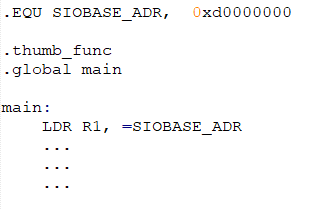 .EQU SIOBASE_ADR, 0xd0000000
.thumb_func
.global main
main:
LDR R1, =SIOBASE_ADR
...
...
...